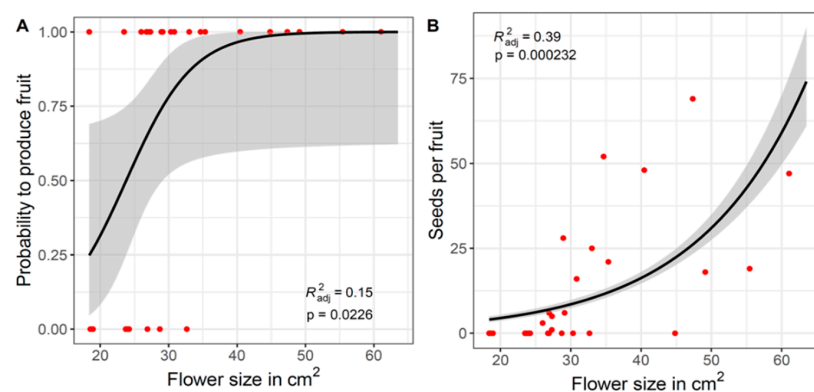 A
Probability to produce fruit
1.00
0.75
0.50
0.25
0.00
R²adj = 0.15
p = 0.0226
20 30 40 50 60
Flower size in cm²
B
Seeds per fruit
R²adj = 0.39
p = 0.000232
75
50
25
0
20 30 40 50 60
Flower size in cm²